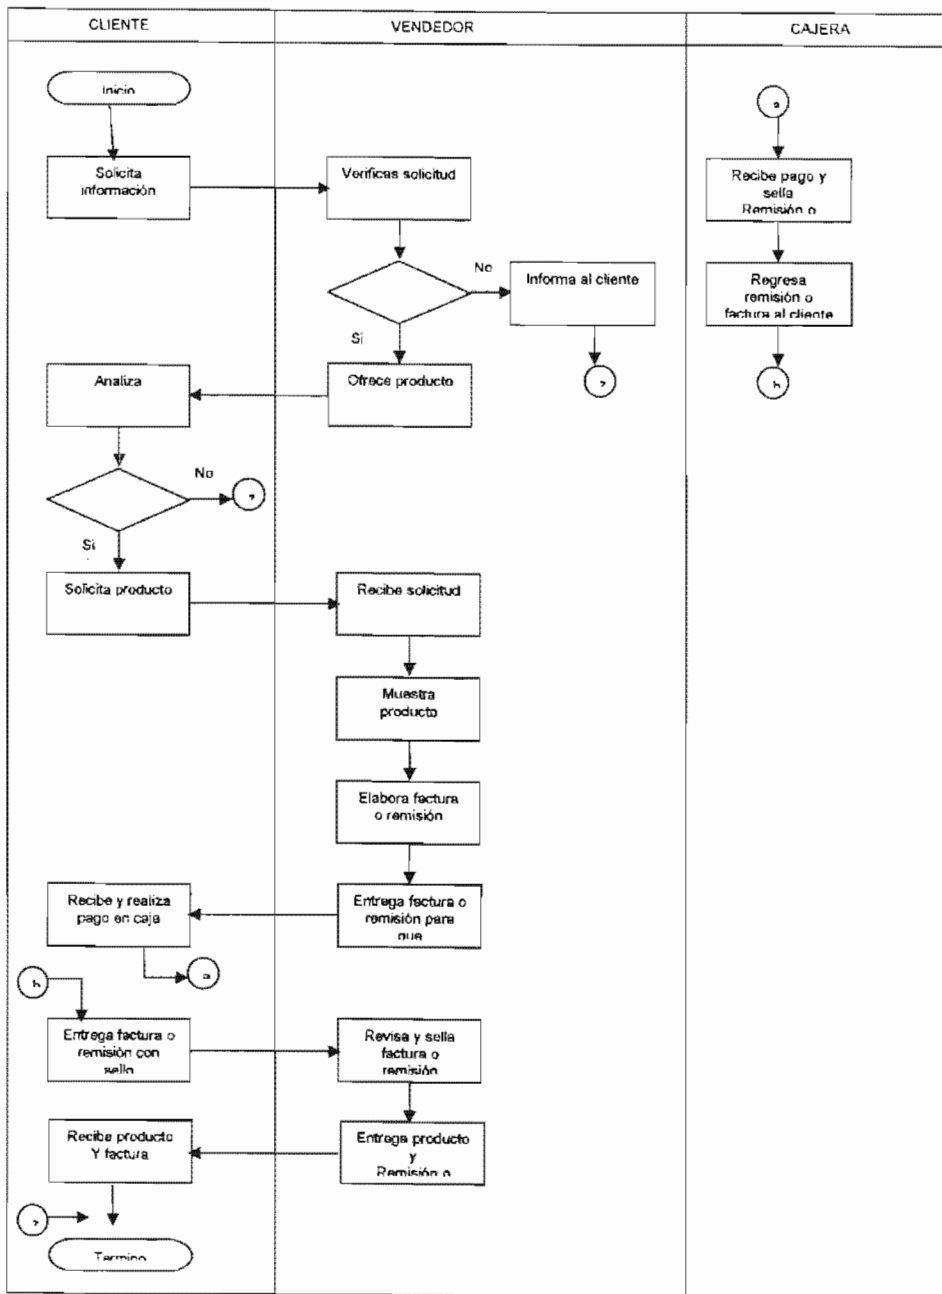 CLIENTE
VENDEDOR
CAJERA
Inicio
Solicita
información
Verificas solicitud
Recibe pago y
sella
Remisión o
No
Informa al cliente
Regresa
remisión o
factura al cliente
Si
Analiza
Ofrece producto
No
Si
Solicita producto
Recibe solicitud
Muestra
producto
Elabora factura
o remisión
Recibe y realiza
pago en caja
Entrega factura o
remisión para
que
Entrega factura o
remisión con
sello
Revisa y sella
factura o
remisión
Recibe producto
Y factura
Entrega producto
y
Remisión o
Termino